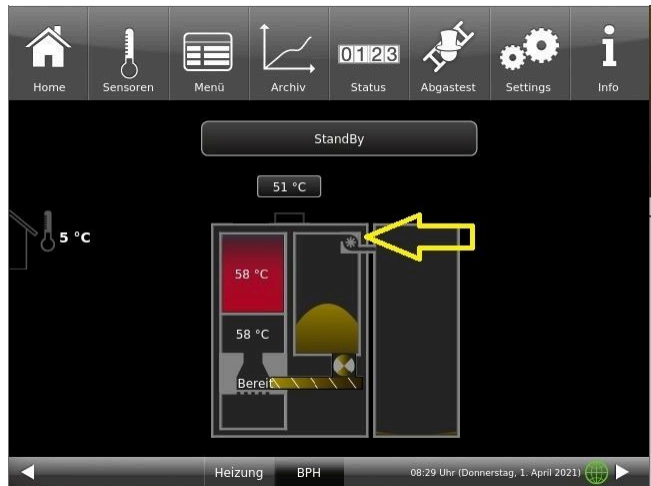 Home Sensoren Menü Archiv 0123 Status Abgastest Settings Info
StandBy
51 °C
5 °C
58 °C
58 °C
Bereit
Heizung BPH 08:29 Uhr (Donnerstag, 1. April 2021)